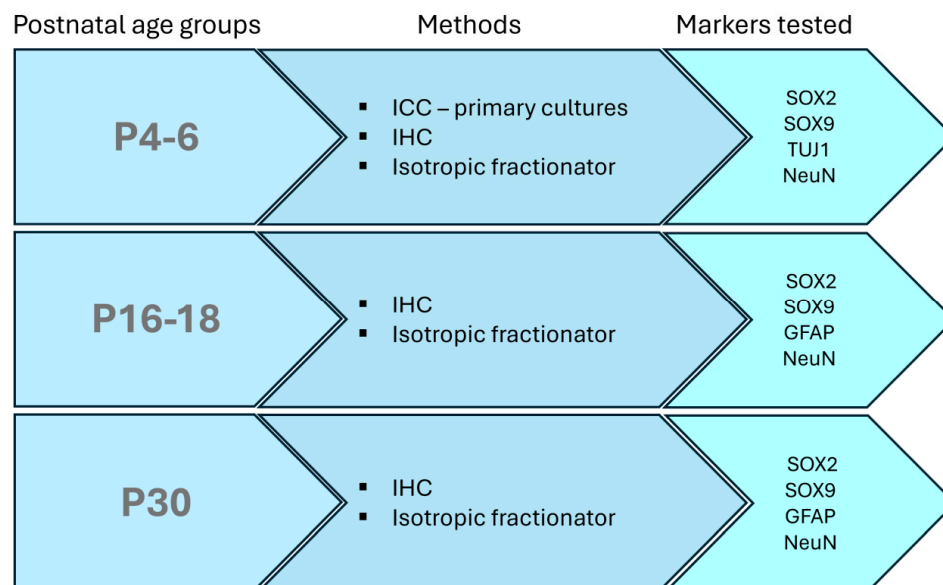 Postnatal age groups
Methods
Markers tested
P4-6
▪ ICC – primary cultures
▪ IHC
▪ Isotropic fractionator
SOX2
SOX9
TUJ1
NeuN
P16-18
▪ IHC
▪ Isotropic fractionator
SOX2
SOX9
GFAP
NeuN
P30
▪ IHC
▪ Isotropic fractionator
SOX2
SOX9
GFAP
NeuN